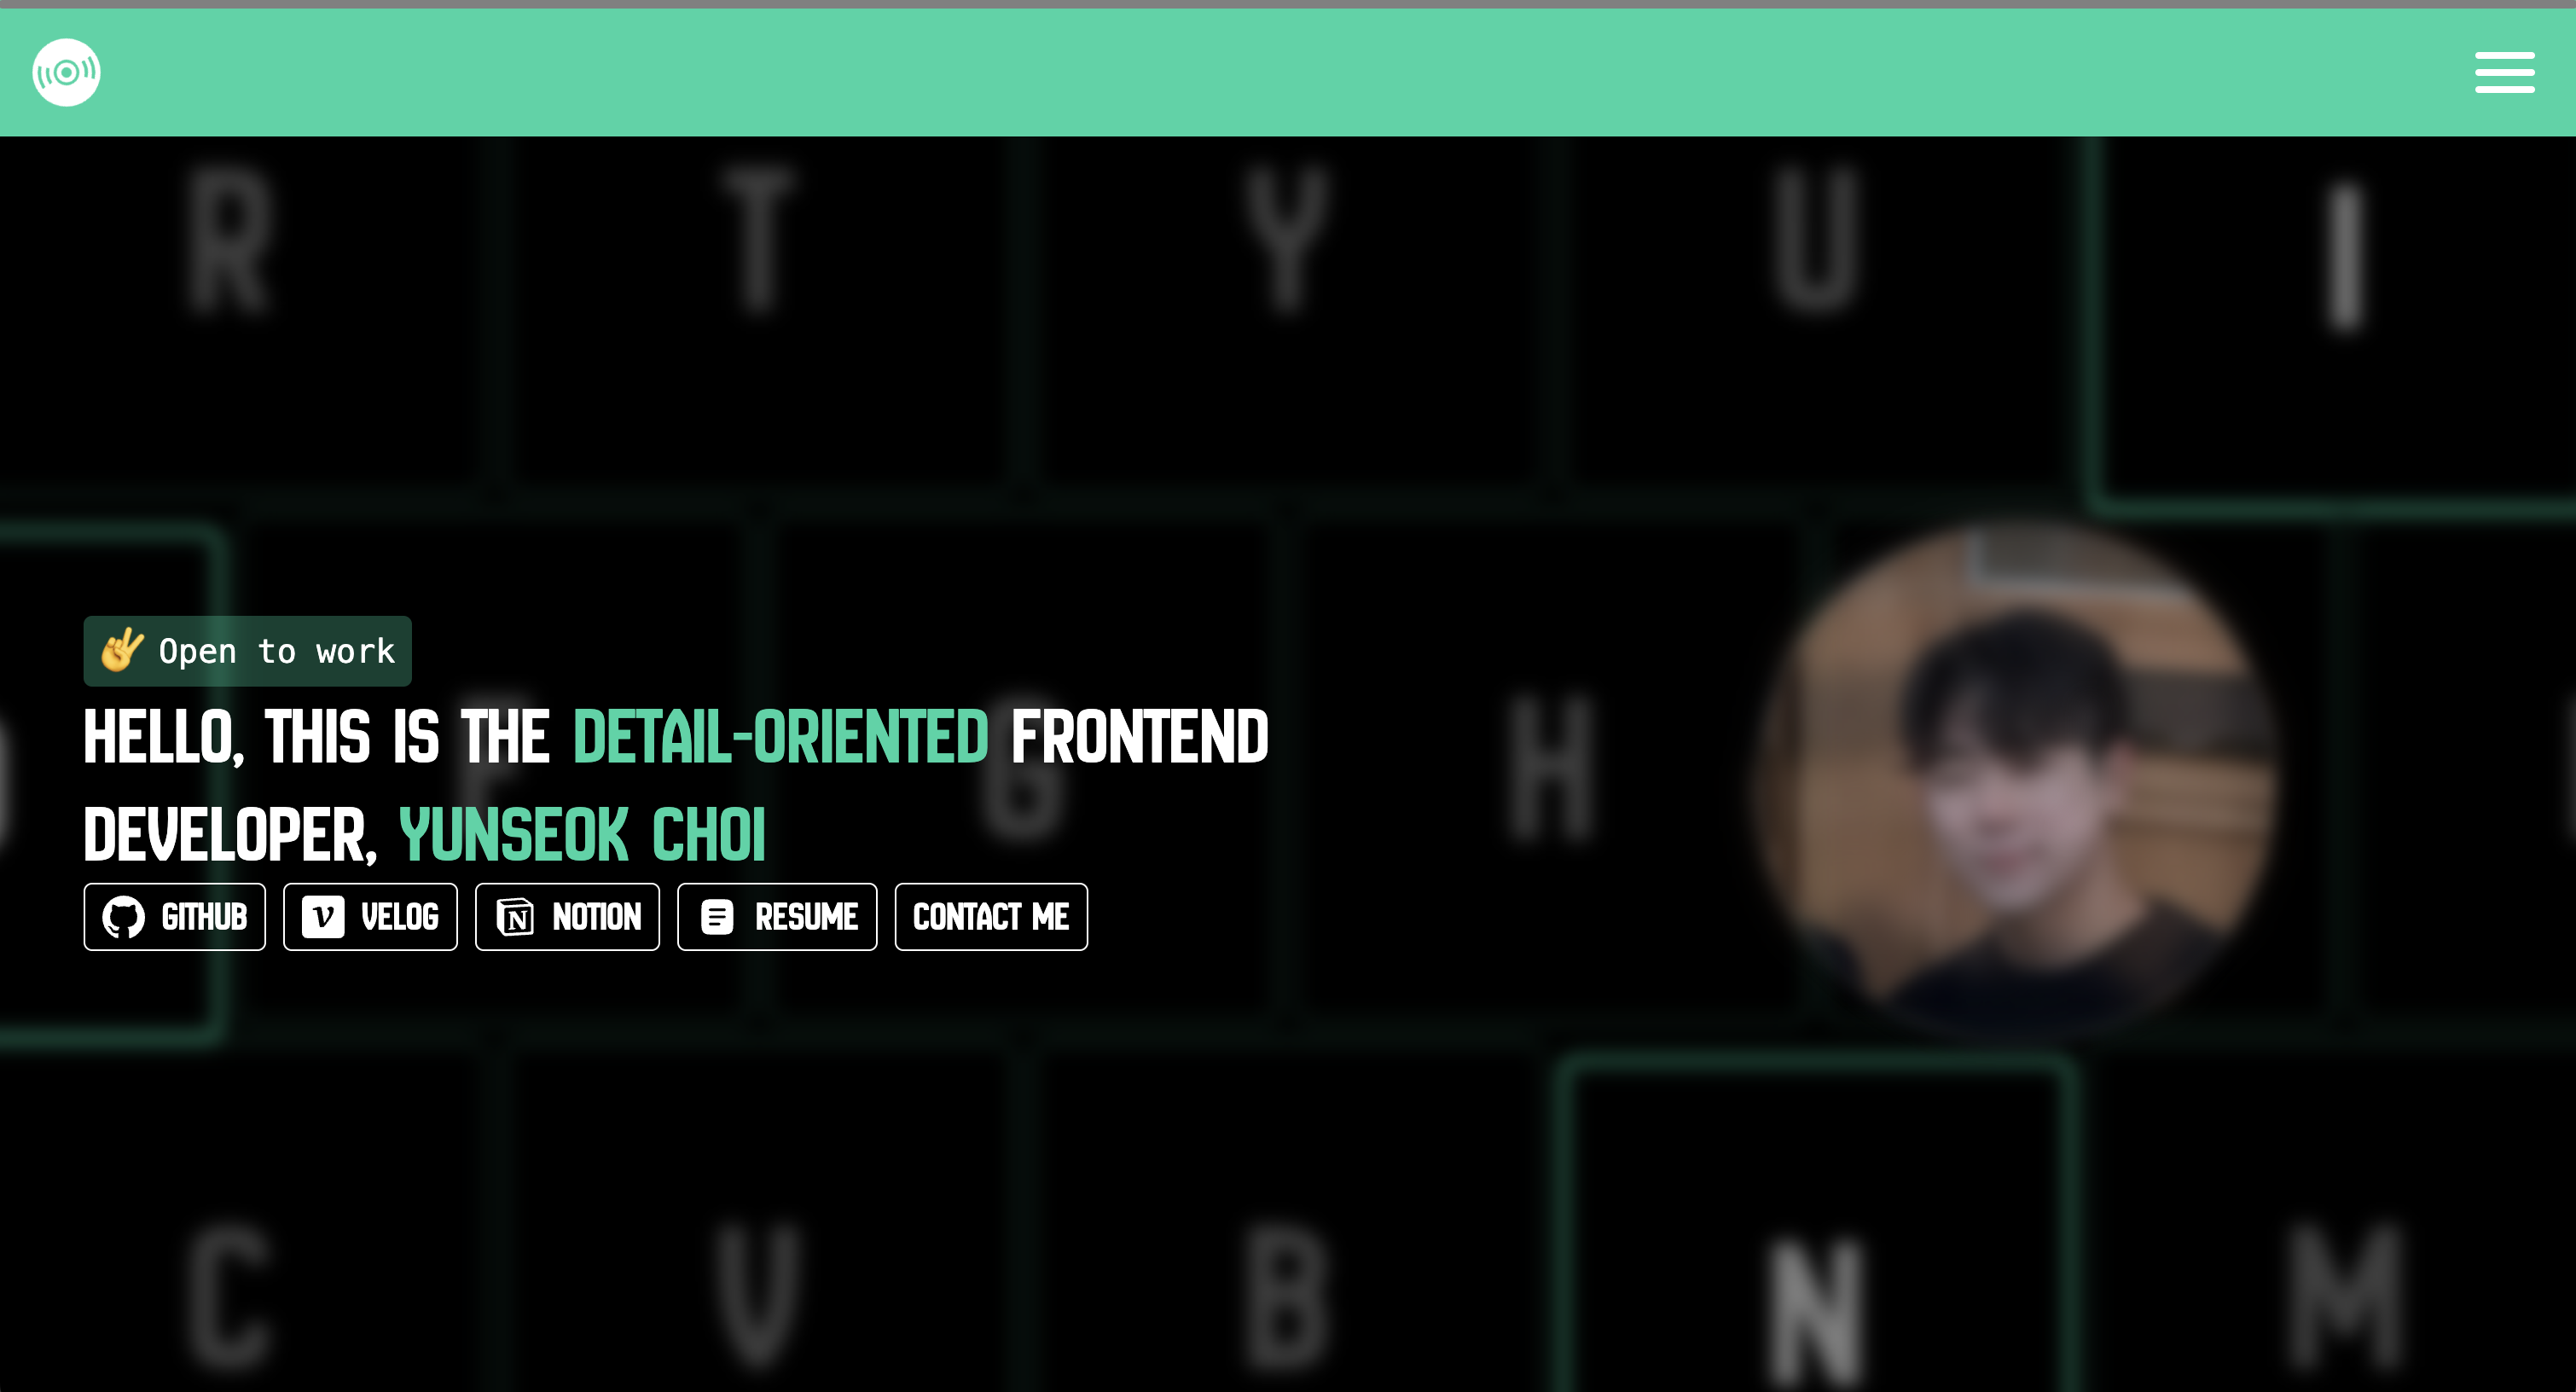 R T Y U I
✌️ Open to work
F G H
HELLO, THIS IS THE DETAIL-ORIENTED FRONTEND
DEVELOPER, YUNSEOK CHOI
GITHUB VELOG NOTION RESUME CONTACT ME
C V B N M